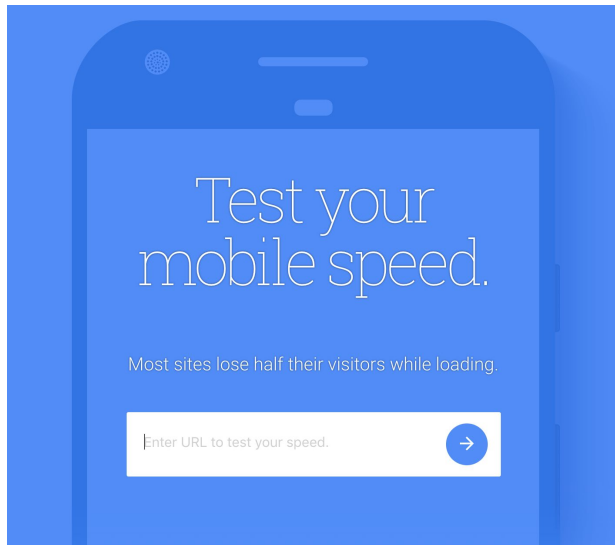 Test your
mobile speed.
Most sites lose half their visitors while loading.
Enter URL to test your speed.